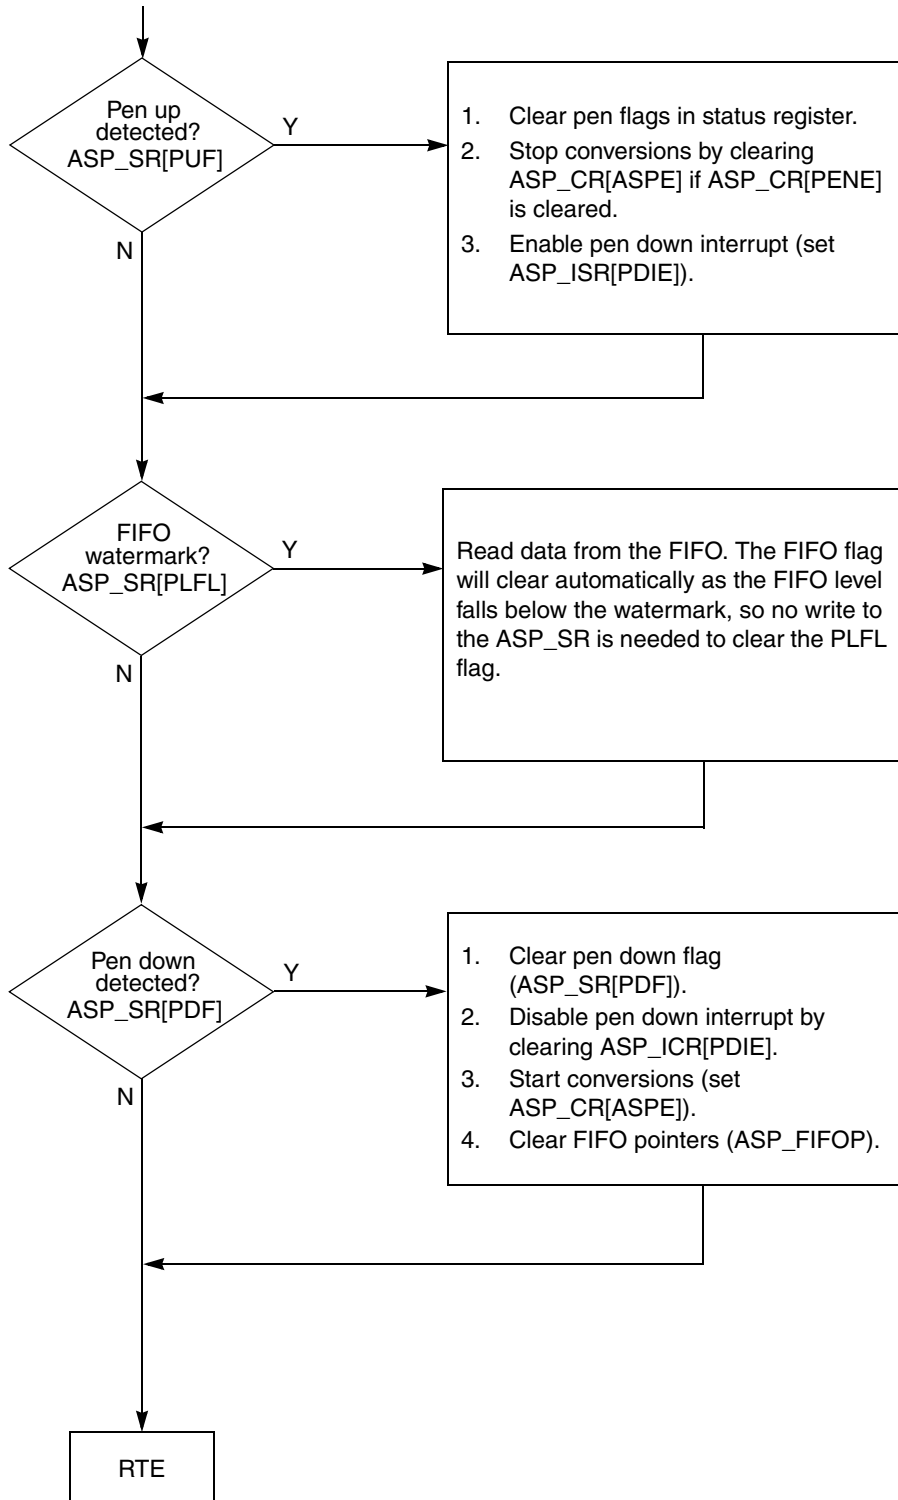 Pen up
detected?
ASP_SR[PUF]
Y
N
1. Clear pen flags in status register.
2. Stop conversions by clearing
ASP_CR[ASPE] if ASP_CR[PENE]
is cleared.
3. Enable pen down interrupt (set
ASP_ISR[PDIE]).
FIFO
watermark?
ASP_SR[PLFL]
Y
N
Read data from the FIFO. The FIFO flag
will clear automatically as the FIFO level
falls below the watermark, so no write to
the ASP_SR is needed to clear the PLFL
flag.
Pen down
detected?
ASP_SR[PDF]
Y
N
1. Clear pen down flag
(ASP_SR[PDF]).
2. Disable pen down interrupt by
clearing ASP_ICR[PDIE].
3. Start conversions (set
ASP_CR[ASPE]).
4. Clear FIFO pointers (ASP_FIFOP).
RTE